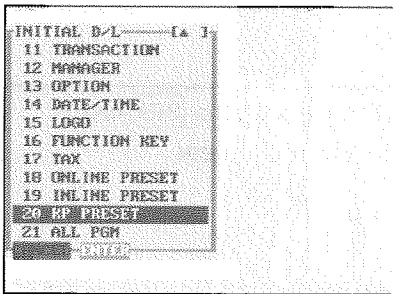 INITIAL D/L [▲ ]
11 TRANSACTION
12 MANAGER
13 OPTION
14 DATE/TIME
15 LOGO
16 FUNCTION KEY
17 TAX
18 ONLINE PRESET
19 INLINE PRESET
20 KP PRESET
21 ALL PGM
ENTER